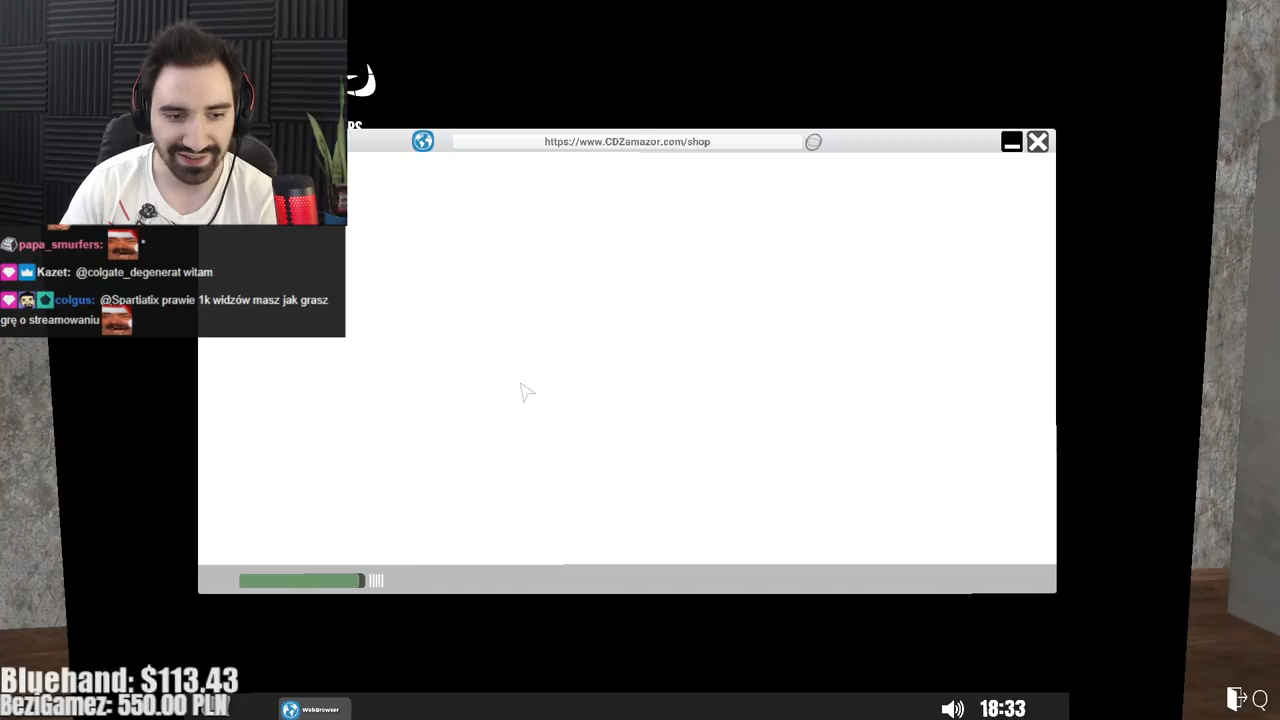 PS
https://www.CDZamazor.com/shop
papa_smurfers: *
Kazet: @colgate_degenerat witam
colgus: @Spartiatix prawie 1k widzów masz jak grasz
grę o streamowaniu
Bluehand: $113.43
BeziGamez: 550.00 PLN
WebBrowser
18:33
Q